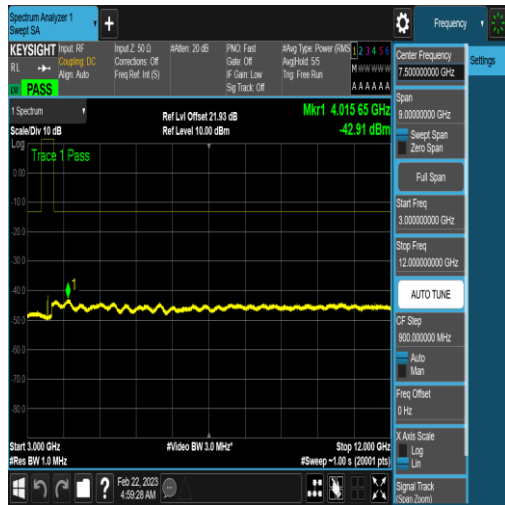 Spectrum Analyzer 1
Swept SA
Frequency
KEYSIGHT
RL
PASS
Input: RF
Coupling: DC
Align: Auto
Input Z: 50 Ω
Corrections: Off
Freq Ref: Int (S)
#Atten: 20 dB
PNO: Fast
Gate: Off
IF Gain: Low
Sig Track: Off
#Avg Type: Power (RMS
Avg|Hold: 5/5
Trig: Free Run
1 2 3 4 5 6
M W W W W W
A A A A A A
Center Frequency
7.500000000 GHz
Settings
Span
9.00000000 GHz
Swept Span
Zero Span
Full Span
Start Freq
3.000000000 GHz
Stop Freq
12.000000000 GHz
AUTO TUNE
CF Step
900.000000 MHz
Auto
Man
Freq Offset
0 Hz
X Axis Scale
Log
Lin
Signal Track
(Span Zoom)
1 Spectrum
Scale/Div 10 dB
Ref Lvl Offset 21.93 dB
Ref Level 10.00 dBm
Mkr1 4.015 65 GHz
-42.91 dBm
Log
Trace 1 Pass
0.00
-10.0
-20.0
-30.0
-40.0
-50.0
-60.0
-70.0
-80.0
1
Start 3.000 GHz
#Res BW 1.0 MHz
#Video BW 3.0 MHz*
Stop 12.000 GHz
#Sweep ~1.00 s (20001 pts)
?
Feb 22, 2023
4:59:28 AM